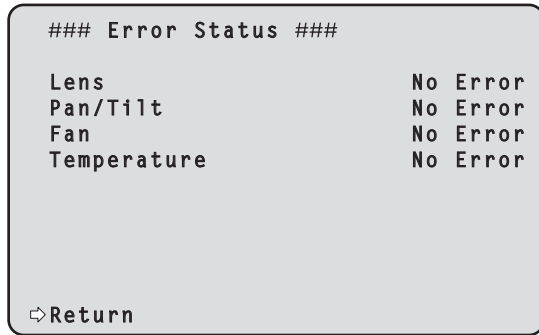 ### Error Status ###
Lens No Error
Pan/Tilt No Error
Fan No Error
Temperature No Error
⇨Return